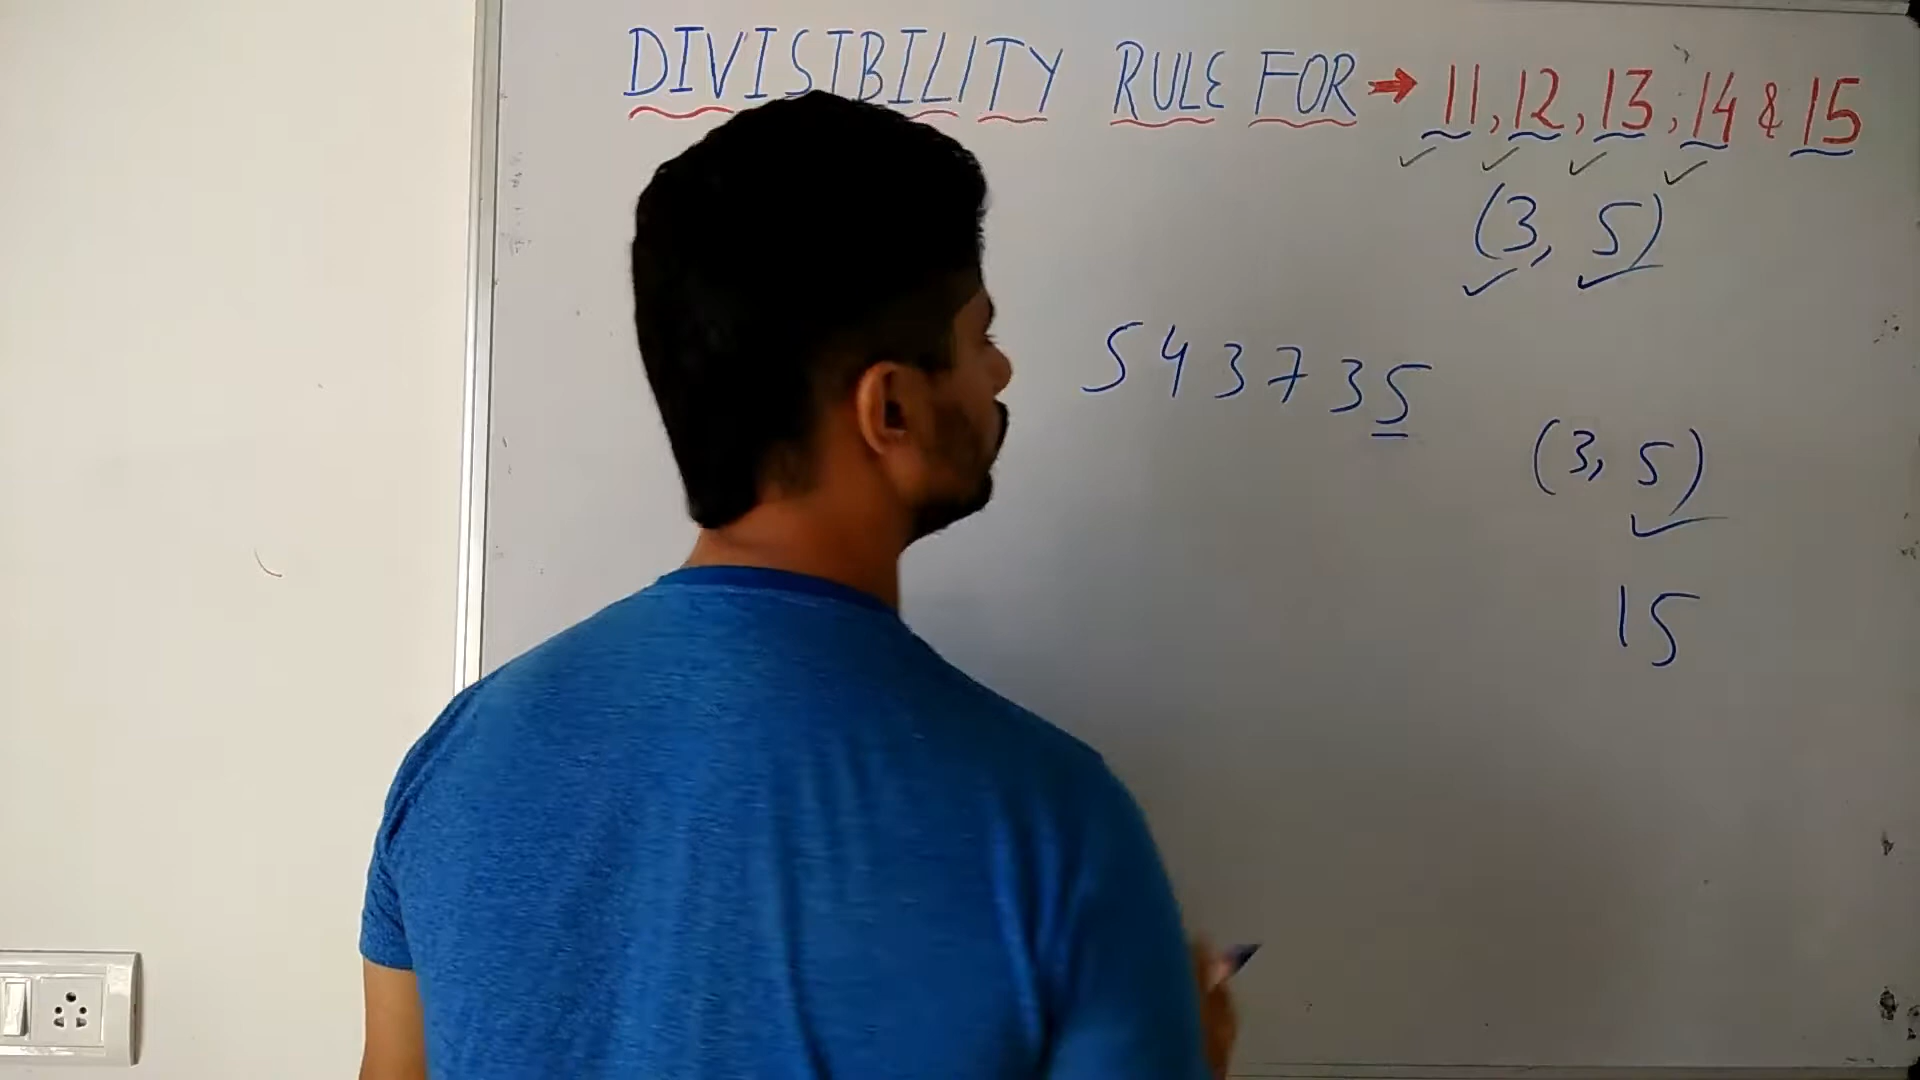 DIVISIBILITY RULE FOR → 11, 12, 13, 14 & 15
(3, 5)
543735
(3, 5)
15